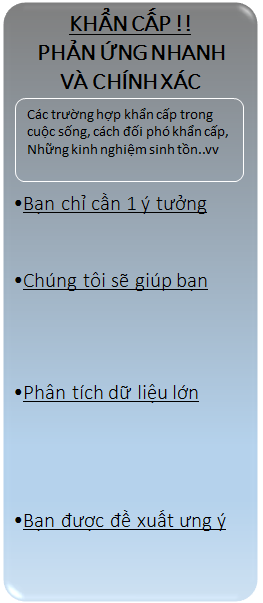 KHẨN CẤP !!
PHẢN ỨNG NHANH
VÀ CHÍNH XÁC
Các trường hợp khẩn cấp trong
cuộc sống, cách đối phó khẩn cấp,
Những kinh nghiệm sinh tồn..vv
•Bạn chỉ cần 1 ý tưởng
•Chúng tôi sẽ giúp bạn
•Phân tích dữ liệu lớn
•Bạn được đề xuất ưng ý